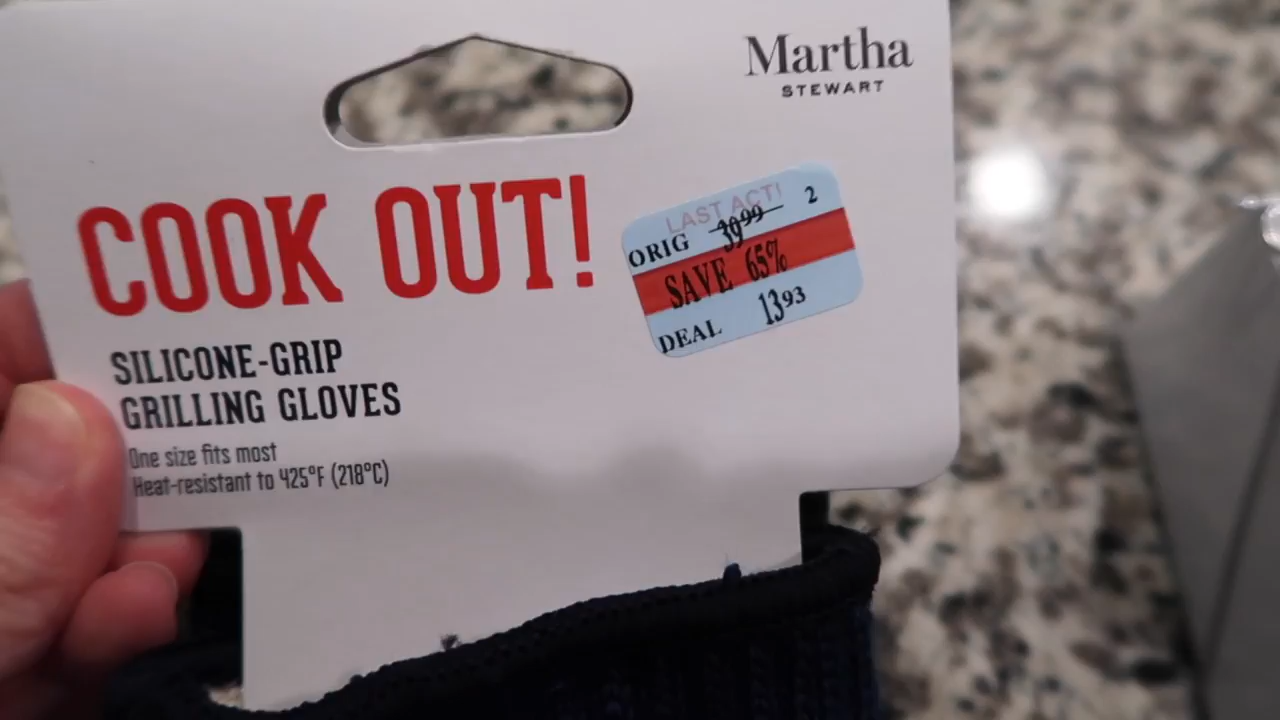 Martha
STEWART
COOK OUT!
LAST ACT! 2
ORIG 39.99
SAVE 65%
DEAL 13.93
SILICONE-GRIP
GRILLING GLOVES
One size fits most
Heat-resistant to 425°F (218°C)